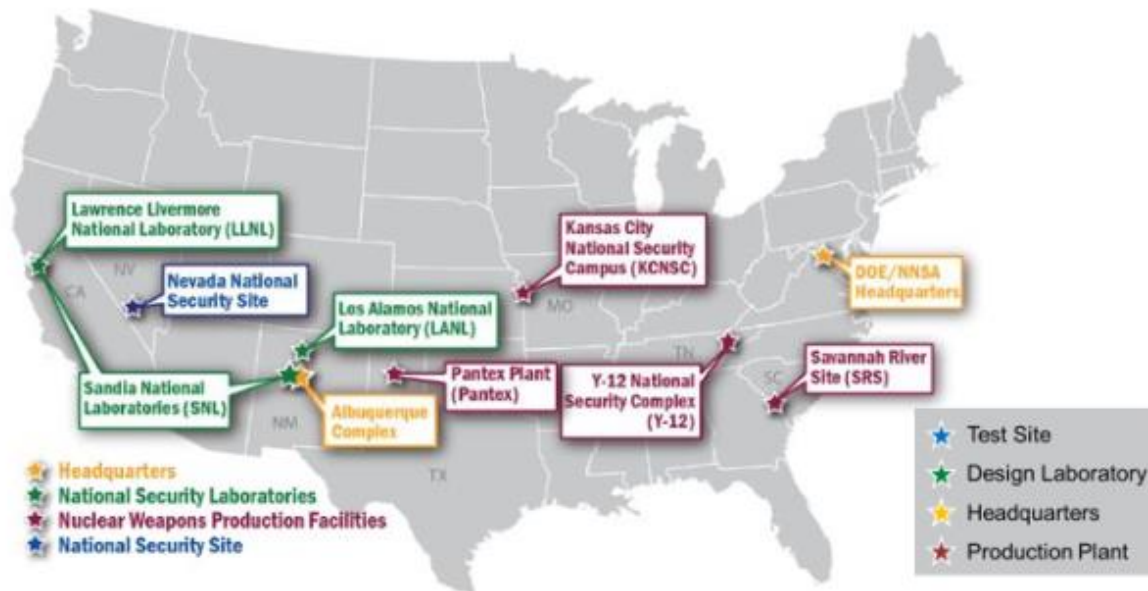 Lawrence Livermore
National Laboratory (LLNL)
NV
CA
Nevada National
Security Site
Los Alamos National
Laboratory (LANL)
Sandia National
Laboratories (SNL)
NM
Albuquerque
Complex
Pantex Plant
(Pantex)
TX
Kansas City
National Security
Campus (KCNSC)
MO
Y-12 National
Security Complex
(Y-12)
TN
DOE/NNSA
Headquarters
Savannah River
Site (SRS)
SC
Headquarters
National Security Laboratories
Nuclear Weapons Production Facilities
National Security Site
Test Site
Design Laboratory
Headquarters
Production Plant